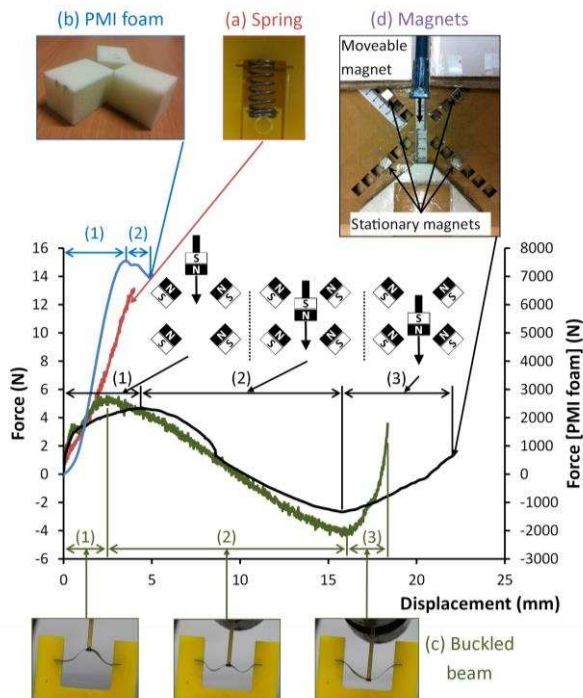 (b) PMI foam
(a) Spring
(d) Magnets
Moveable
magnet
Stationary magnets
(1)
(2)
16
14
12
10
8
6
4
2
0
-2
-4
-6
Force (N)
8000
7000
6000
5000
4000
3000
2000
1000
0
-1000
-2000
-3000
Force [PMI foam] (N)
S
N
N
S
N
S
N
S
N
S
N
S
N
S
N
S
N
S
N
S
N
S
N
S
N
S
N
S
N
S
(1)
(2)
(3)
(1)
(2)
(3)
0
5
10
15
20
25
Displacement (mm)
(c) Buckled
beam